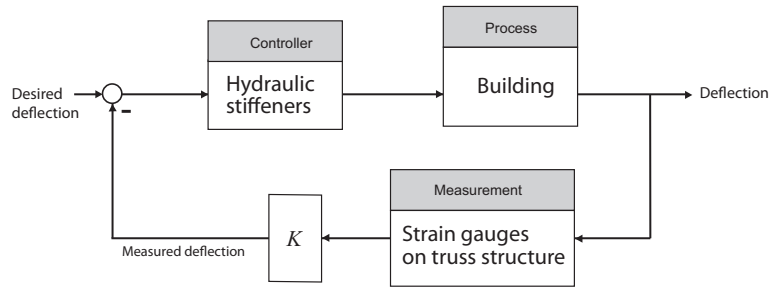 Controller
Process
Desired
deflection
Hydraulic
stiffeners
Building
Deflection
-
Measurement
K
Strain gauges
on truss structure
Measured deflection